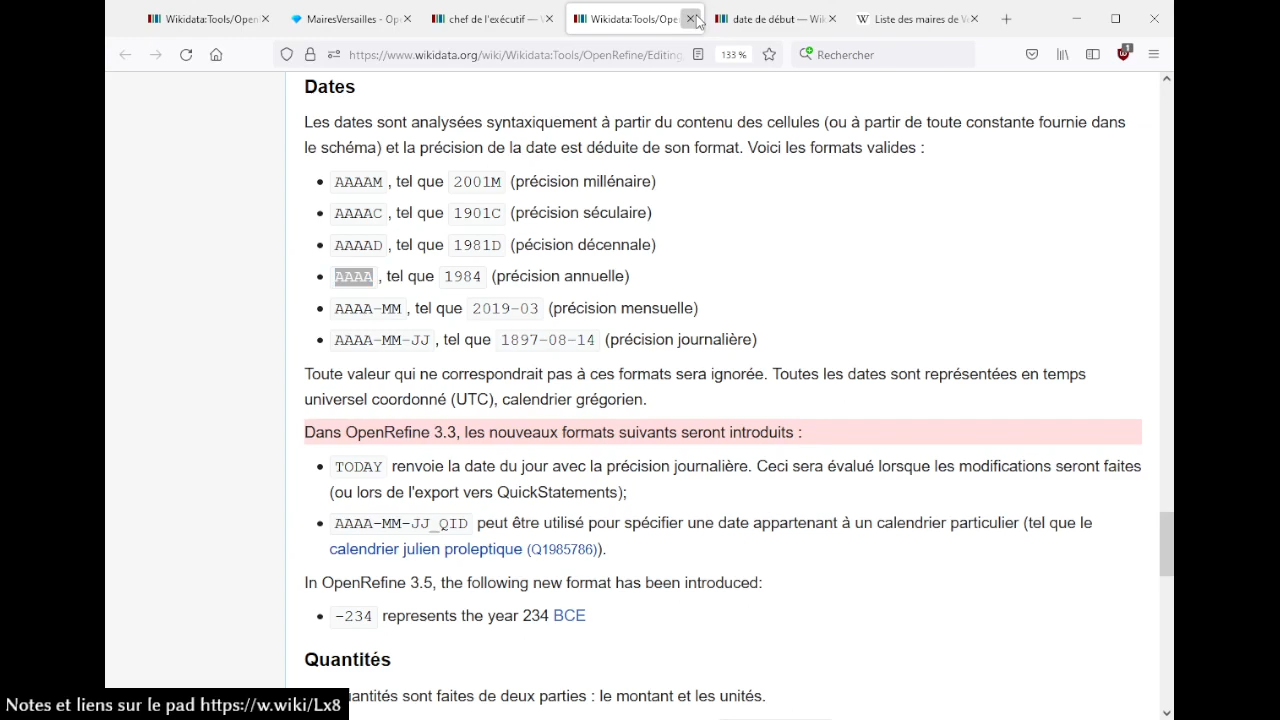 Wikidata:Tools/Open
MairesVersailles - Op
chef de l'exécutif — W
Wikidata:Tools/Ope
date de début — Wik
Liste des maires de V
https://www.wikidata.org/wiki/Wikidata:Tools/OpenRefine/Editing
133 %
Rechercher
1
Dates
Les dates sont analysées syntaxiquement à partir du contenu des cellules (ou à partir de toute constante fournie dans
le schéma) et la précision de la date est déduite de son format. Voici les formats valides :
• AAAAM , tel que 2001M (précision millénaire)
• AAAAC , tel que 1901C (précision séculaire)
• AAAAD , tel que 1981D (pécision décennale)
• AAAA , tel que 1984 (précision annuelle)
• AAAA-MM , tel que 2019-03 (précision mensuelle)
• AAAA-MM-JJ , tel que 1897-08-14 (précision journalière)
Toute valeur qui ne correspondrait pas à ces formats sera ignorée. Toutes les dates sont représentées en temps
universel coordonné (UTC), calendrier grégorien.
Dans OpenRefine 3.3, les nouveaux formats suivants seront introduits :
• TODAY renvoie la date du jour avec la précision journalière. Ceci sera évalué lorsque les modifications seront faites
(ou lors de l'export vers QuickStatements);
• AAAA-MM-JJ_QID peut être utilisé pour spécifier une date appartenant à un calendrier particulier (tel que le
calendrier julien proleptique (Q1985786)).
In OpenRefine 3.5, the following new format has been introduced:
• -234 represents the year 234 BCE
Quantités
antités sont faites de deux parties : le montant et les unités.
Notes et liens sur le pad https://w.wiki/Lx8